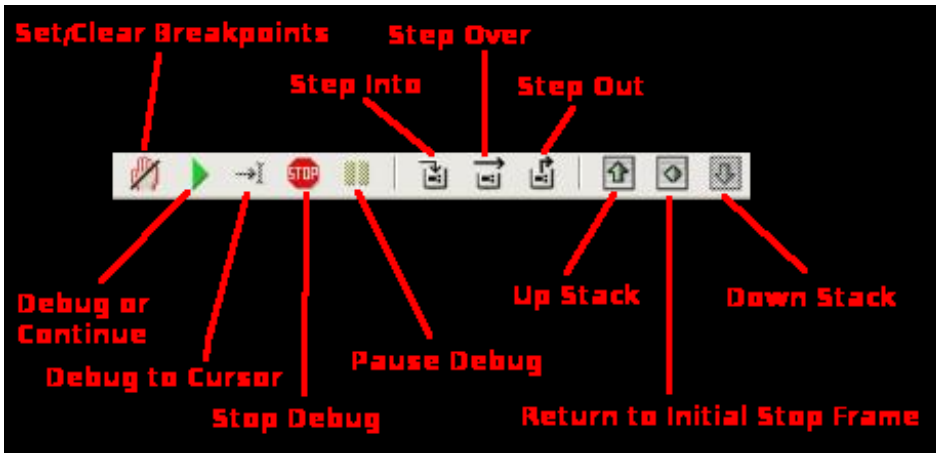 Set/Clear Breakpoints
Step Over
Step Into
Step Out
STOP
Debug or
Continue
Up Stack
Down Stack
Debug to Cursor
Pause Debug
Stop Debug
Return to Initial Stop Frame